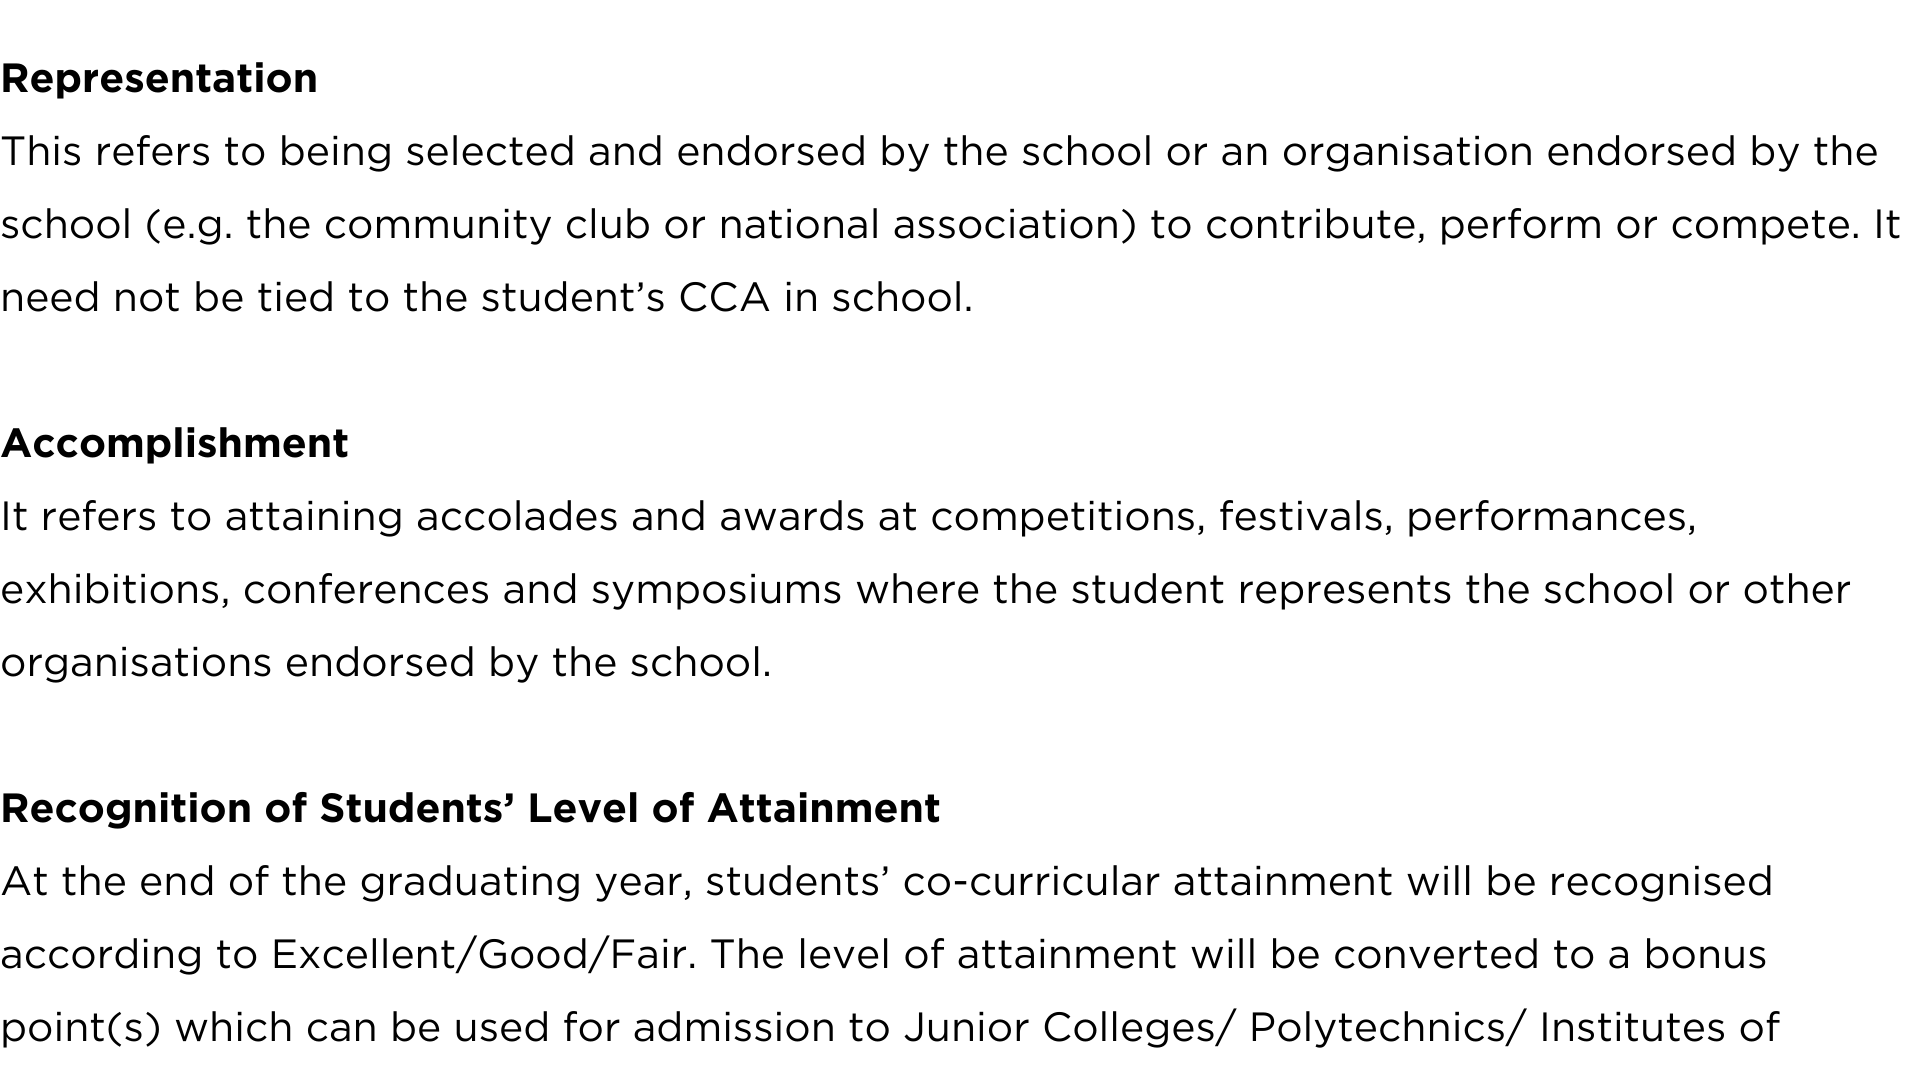 Representation
This refers to being selected and endorsed by the school or an organisation endorsed by the
school (e.g. the community club or national association) to contribute, perform or compete. It
need not be tied to the student’s CCA in school.
Accomplishment
It refers to attaining accolades and awards at competitions, festivals, performances,
exhibitions, conferences and symposiums where the student represents the school or other
organisations endorsed by the school.
Recognition of Students’ Level of Attainment
At the end of the graduating year, students’ co-curricular attainment will be recognised
according to Excellent/Good/Fair. The level of attainment will be converted to a bonus
point(s) which can be used for admission to Junior Colleges/ Polytechnics/ Institutes of